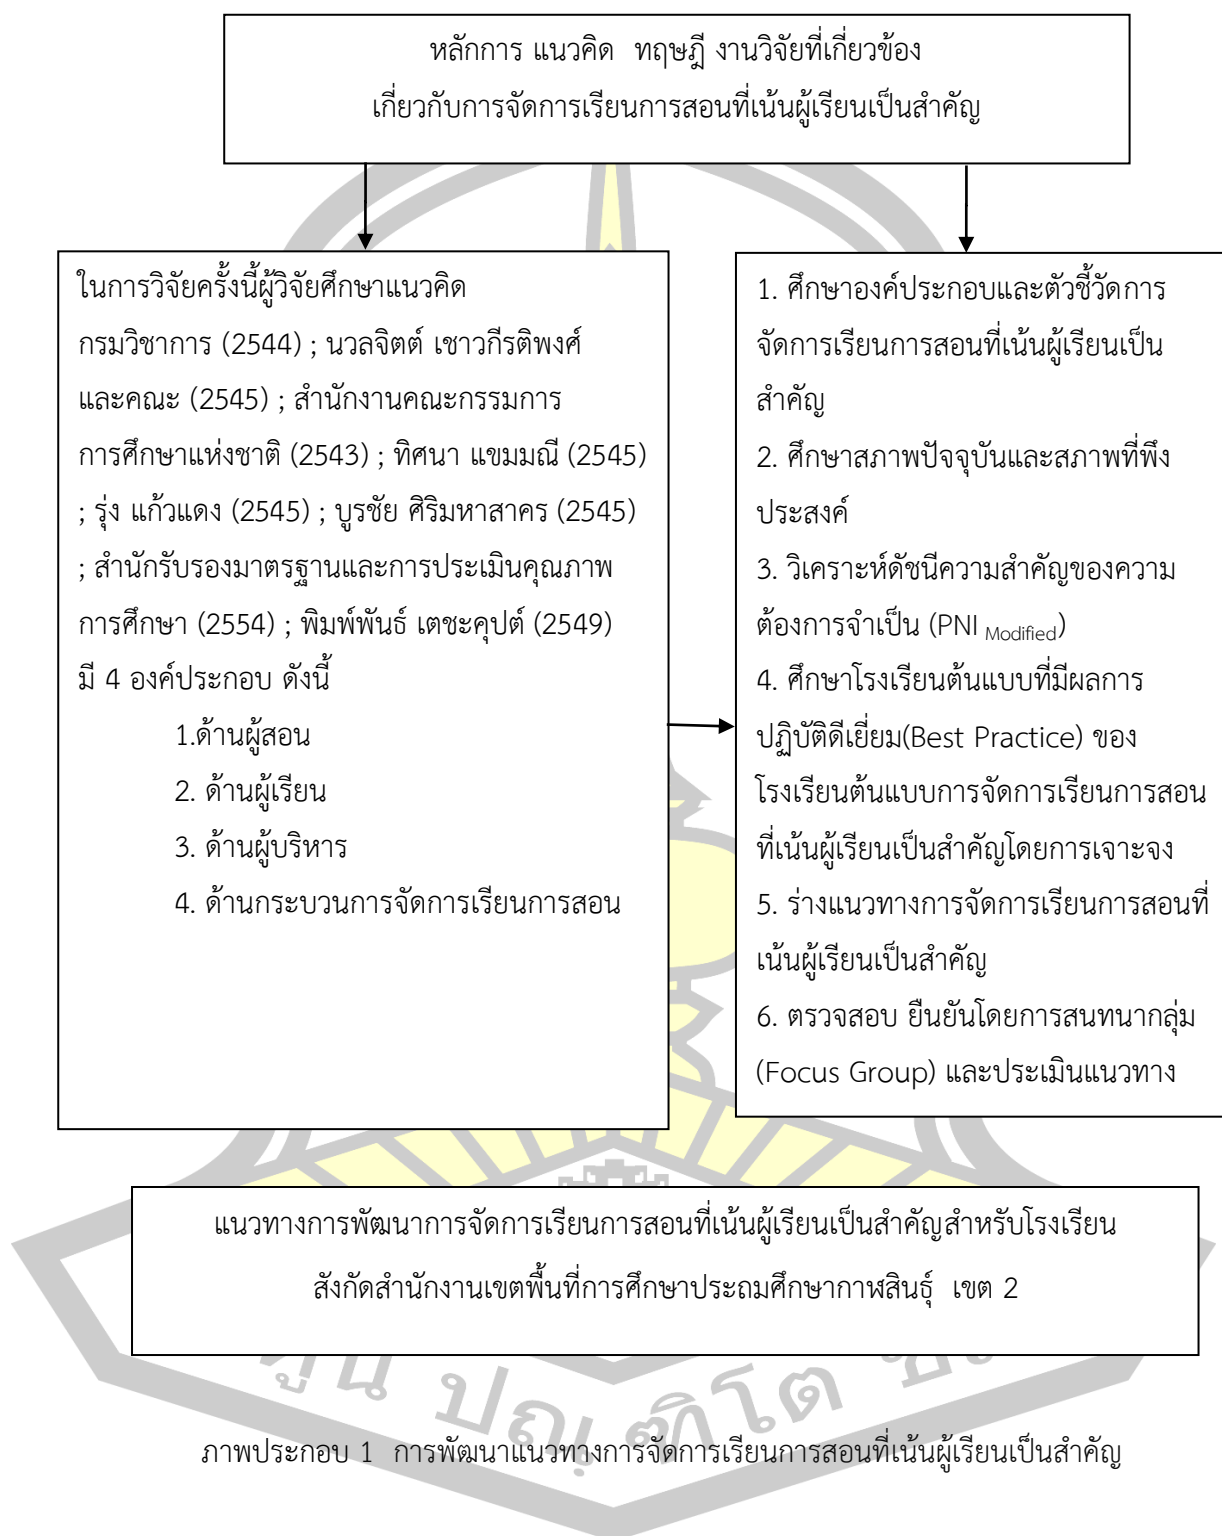 หลักการ แนวคิด ทฤษฎี งานวิจัยที่เกี่ยวข้อง
เกี่ยวกับการจัดการเรียนการสอนที่เน้นผู้เรียนเป็นสำคัญ
ในการวิจัยครั้งนี้ผู้วิจัยศึกษาแนวคิด
กรมวิชาการ (2544) ; นวลจิตต์ เชาวกีรติพงศ์
และคณะ (2545) ; สำนักงานคณะกรรมการ
การศึกษาแห่งชาติ (2543) ; ทิศนา แขมมณี (2545)
; รุ่ง แก้วแดง (2545) ; บูรชัย ศิริมหาสาคร (2545)
; สำนักรับรองมาตรฐานและการประเมินคุณภาพ
การศึกษา (2554) ; พิมพ์พันธ์ เตชะคุปต์ (2549)
มี 4 องค์ประกอบ ดังนี้
1.ด้านผู้สอน
2. ด้านผู้เรียน
3. ด้านผู้บริหาร
4. ด้านกระบวนการจัดการเรียนการสอน
1. ศึกษาองค์ประกอบและตัวชี้วัดการ
จัดการเรียนการสอนที่เน้นผู้เรียนเป็น
สำคัญ
2. ศึกษาสภาพปัจจุบันและสภาพที่พึง
ประสงค์
3. วิเคราะห์ดัชนีความสำคัญของความ
ต้องการจำเป็น (PNI Modified)
4. ศึกษาโรงเรียนต้นแบบที่มีผลการ
ปฏิบัติดีเยี่ยม(Best Practice) ของ
โรงเรียนต้นแบบการจัดการเรียนการสอน
ที่เน้นผู้เรียนเป็นสำคัญโดยการเจาะจง
5. ร่างแนวทางการจัดการเรียนการสอนที่
เน้นผู้เรียนเป็นสำคัญ
6. ตรวจสอบ ยืนยันโดยการสนทนากลุ่ม
(Focus Group) และประเมินแนวทาง
แนวทางการพัฒนาการจัดการเรียนการสอนที่เน้นผู้เรียนเป็นสำคัญสำหรับโรงเรียน
สังกัดสำนักงานเขตพื้นที่การศึกษาประถมศึกษากาฬสินธุ์ เขต 2
ปญฺฑิโต
ภาพประกอบ 1 การพัฒนาแนวทางการจัดการเรียนการสอนที่เน้นผู้เรียนเป็นสำคัญ